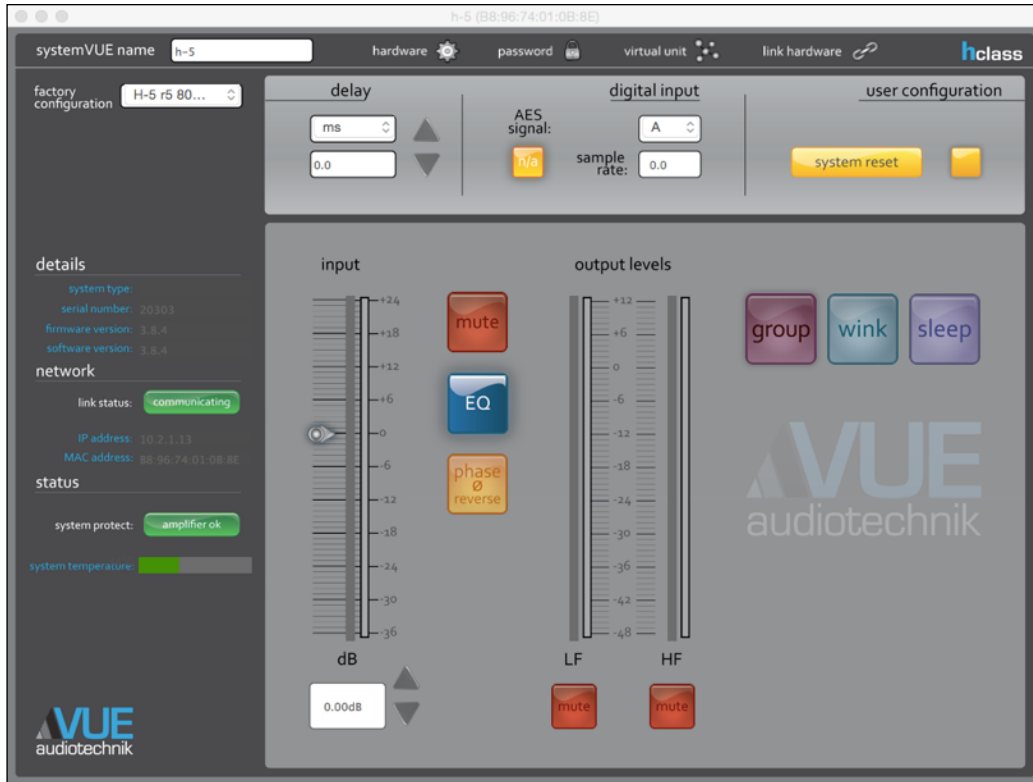 h-5 (B8:96:74:01:0B:8E)
systemVUE name
h-5
hardware
password
virtual unit
link hardware
hclass
factory
configuration
H-5 r5 80...
delay
ms
0.0
digital input
AES
signal:
n/a
A
sample
rate:
0.0
user configuration
system reset
details
system type:
serial number: 20303
firmware version: 3.8.4
software version: 3.8.4
network
link status: communicating
IP address: 10.2.1.13
MAC address: B8:96:74:01:0B:8E
status
system protect: amplifier ok
system temperature:
VUE
audiotechnik
input
+24
+18
+12
+6
0
-6
-12
-18
-24
-30
-36
dB
0.00dB
mute
EQ
phase
ø
reverse
output levels
+12
+6
0
-6
-12
-18
-24
-30
-36
-42
-48
LF
HF
mute
mute
group
wink
sleep
VUE
audiotechnik